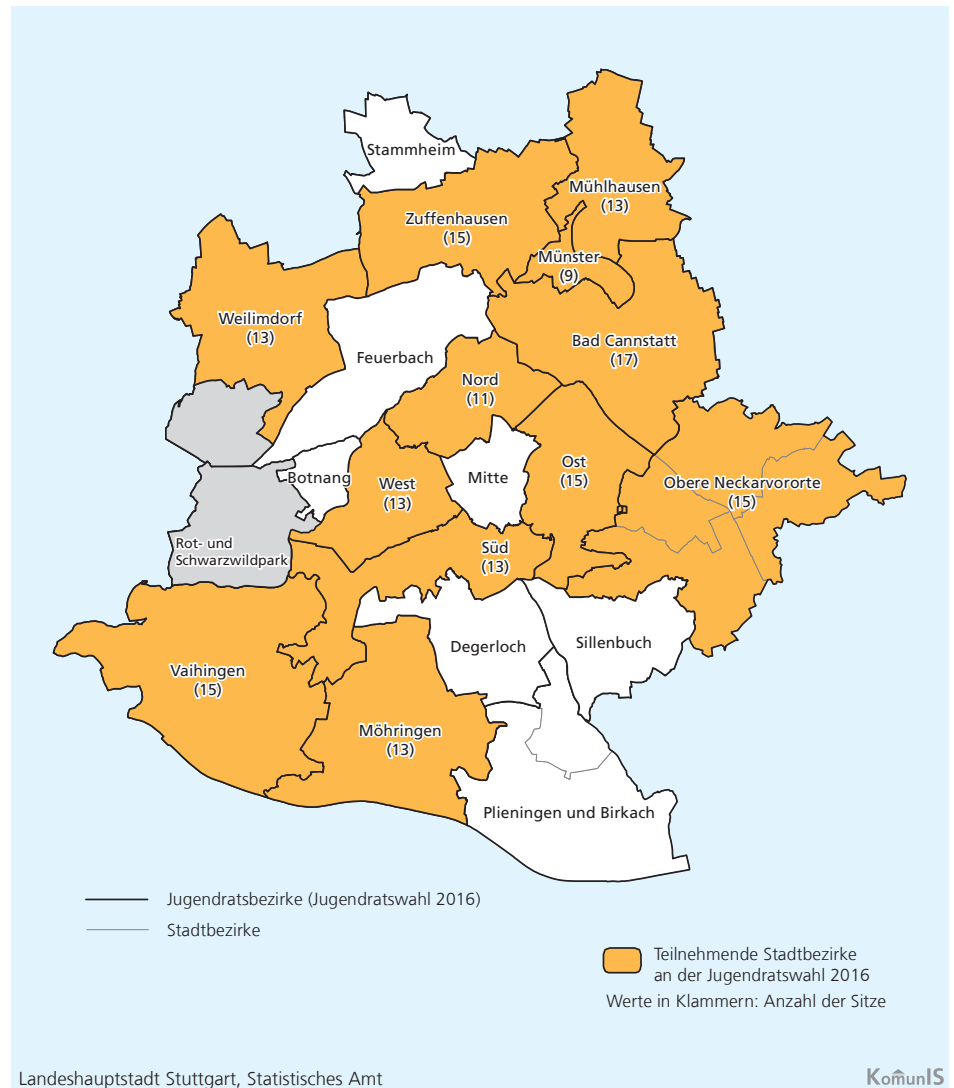 Stammheim
Mühlhausen
(13)
Zuffenhausen
(15)
Münster
(9)
Weilimdorf
(13)
Bad Cannstatt
(17)
Feuerbach
Nord
(11)
Botnang
West
(13)
Mitte
Ost
(15)
Obere Neckarvororte
(15)
Rot- und
Schwarzwildpark
Süd
(13)
Degerloch
Sillenbuch
Vaihingen
(15)
Möhringen
(13)
Plieningen und Birkach
Jugendratsbezirke (Jugendratswahl 2016)
Stadtbezirke
Teilnehmende Stadtbezirke
an der Jugendratswahl 2016
Werte in Klammern: Anzahl der Sitze
Landeshauptstadt Stuttgart, Statistisches Amt
KomunIS